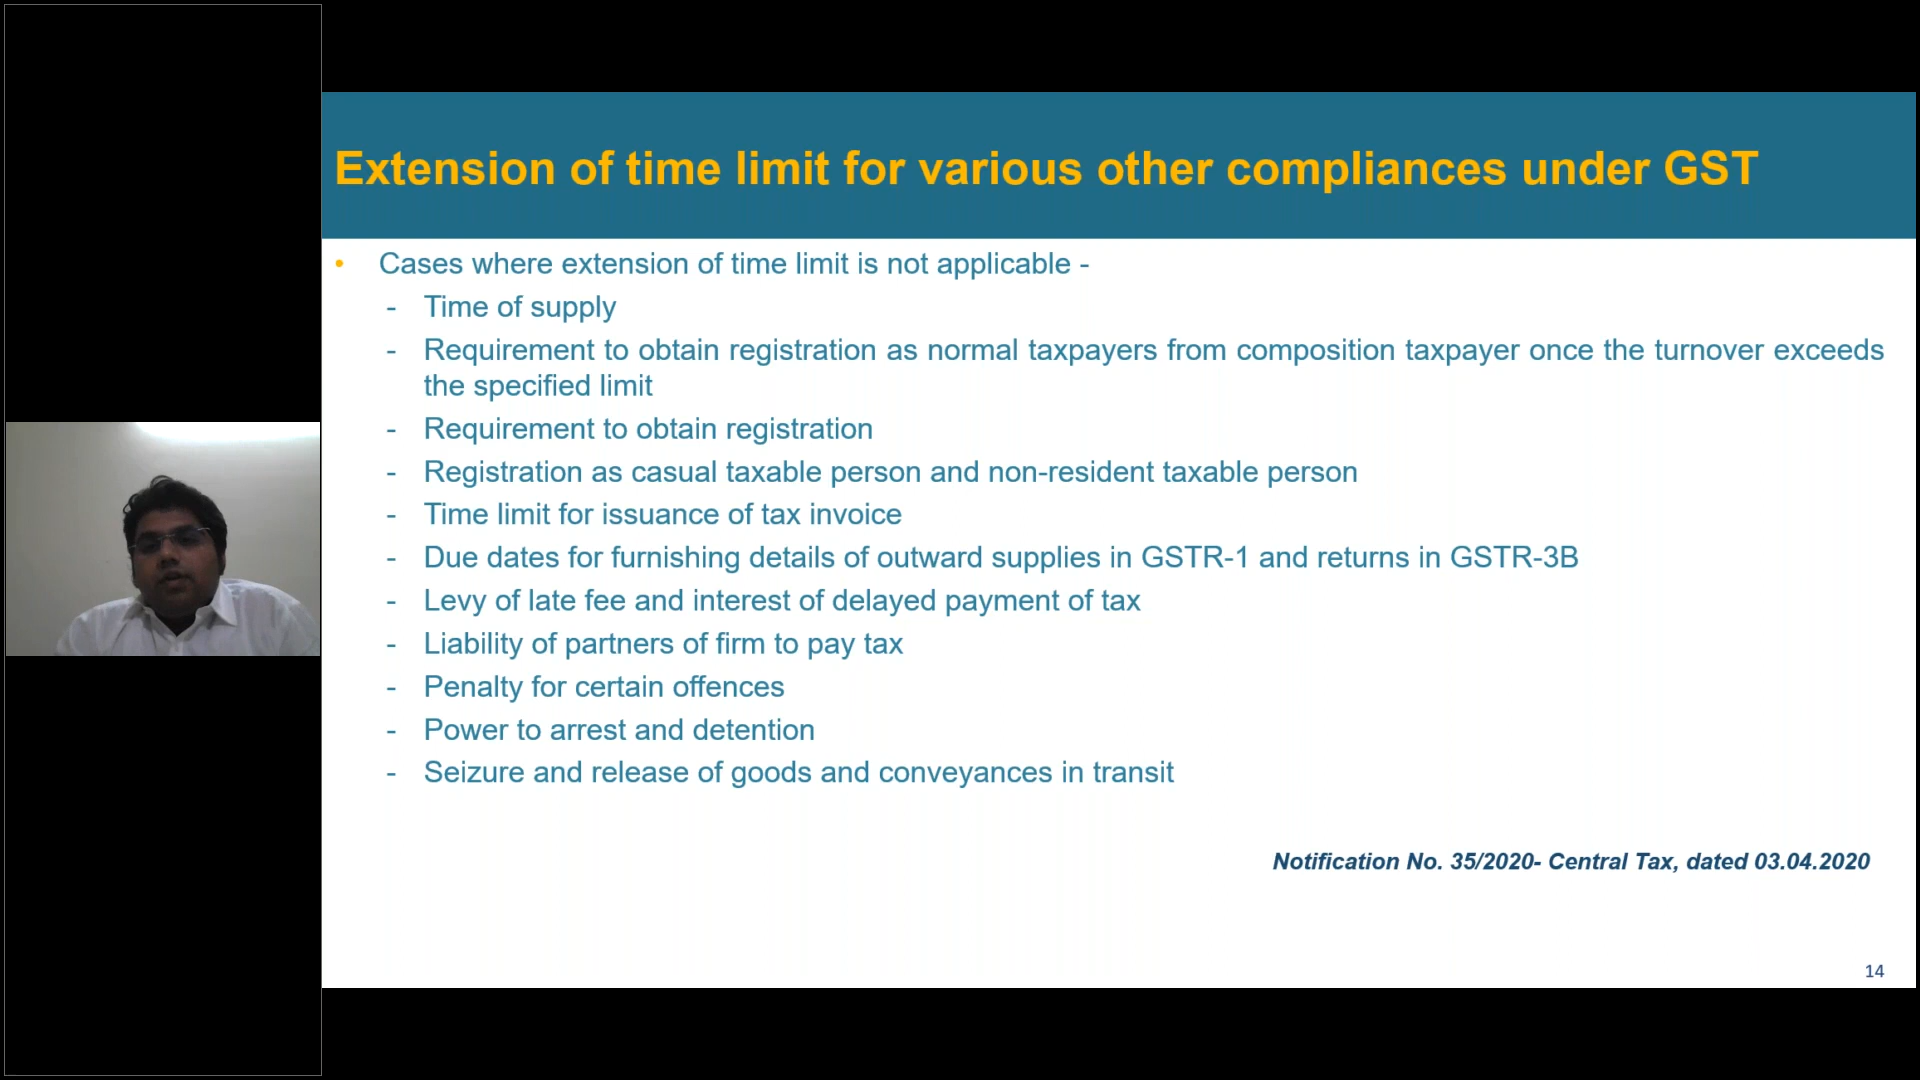 Extension of time limit for various other compliances under GST
• Cases where extension of time limit is not applicable -
- Time of supply
- Requirement to obtain registration as normal taxpayers from composition taxpayer once the turnover exceeds
the specified limit
- Requirement to obtain registration
- Registration as casual taxable person and non-resident taxable person
- Time limit for issuance of tax invoice
- Due dates for furnishing details of outward supplies in GSTR-1 and returns in GSTR-3B
- Levy of late fee and interest of delayed payment of tax
- Liability of partners of firm to pay tax
- Penalty for certain offences
- Power to arrest and detention
- Seizure and release of goods and conveyances in transit
Notification No. 35/2020- Central Tax, dated 03.04.2020
14